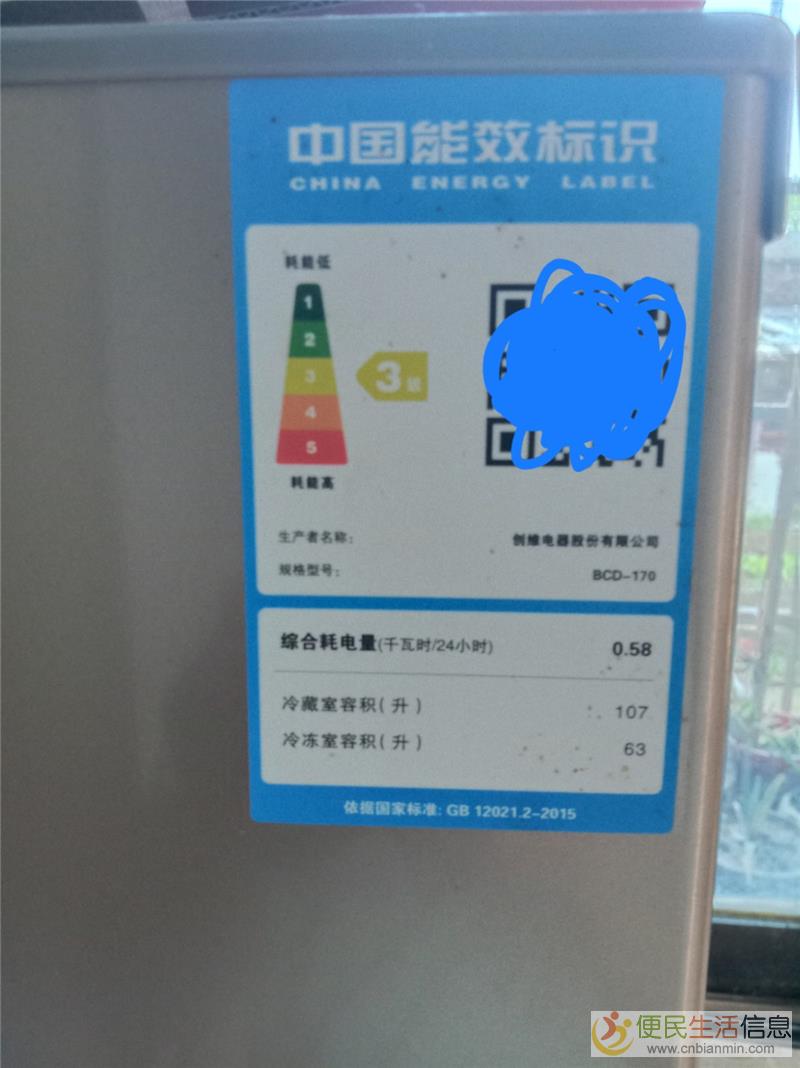 中国能效标识
CHINA ENERGY LABEL
耗能低
1
2
3
4
5
3级
耗能高
生产者名称： 创维电器股份有限公司
规格型号： BCD-170
综合耗电量(千瓦时/24小时) 0.58
冷藏室容积(升) 107
冷冻室容积(升) 63
依据国家标准: GB 12021.2-2015
便民生活信息
www.cnbianmin.com